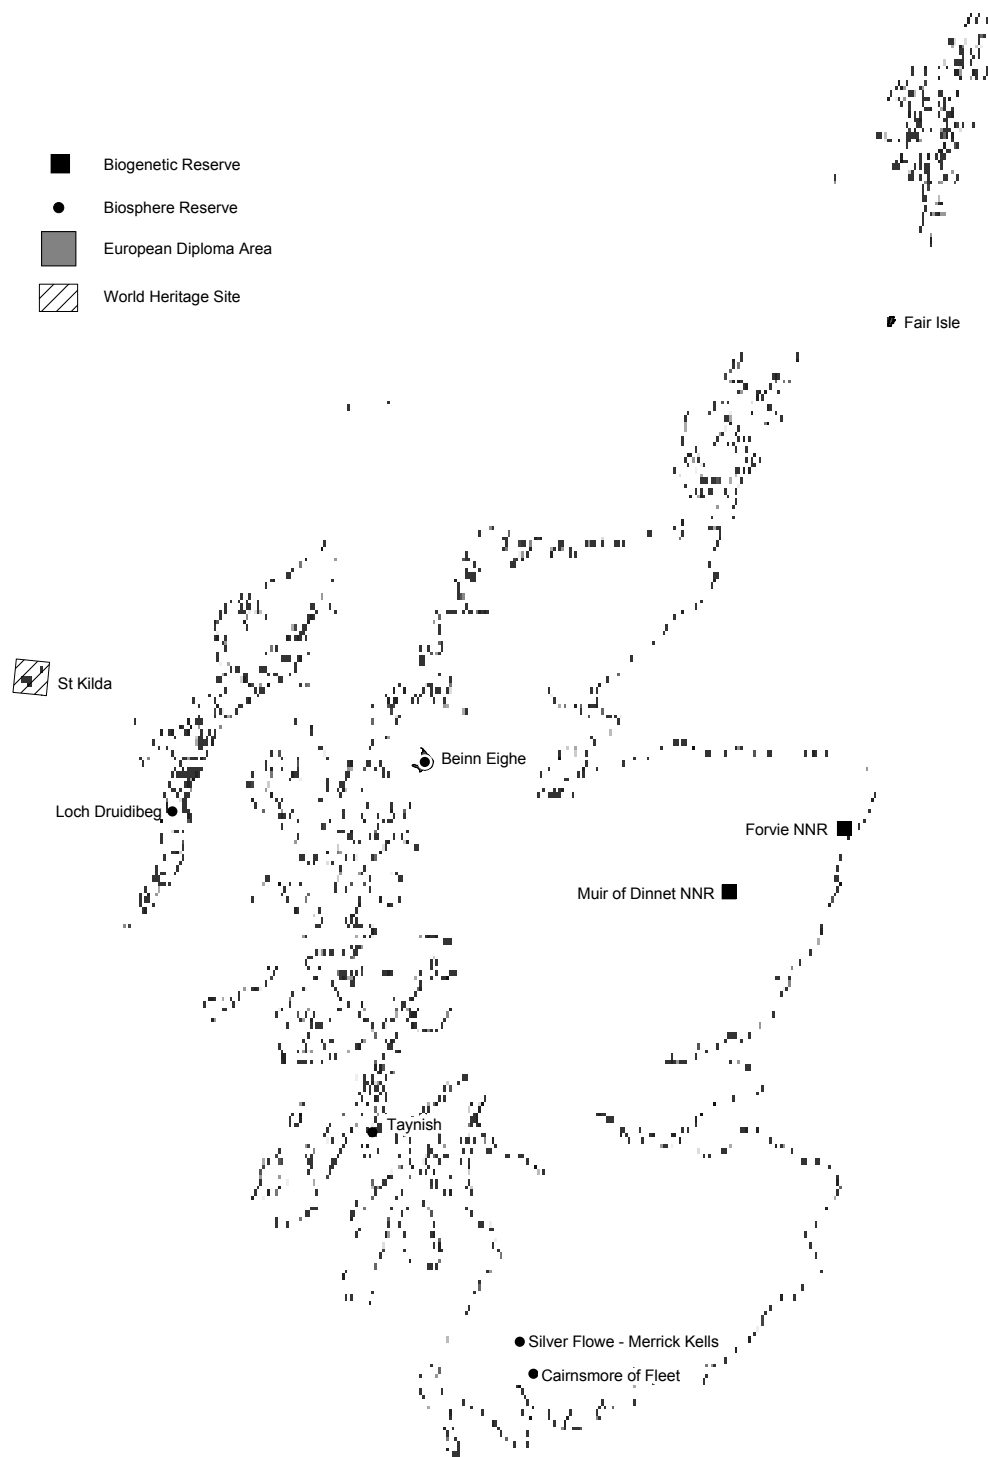 Biogenetic Reserve
Biosphere Reserve
European Diploma Area
World Heritage Site
Fair Isle
St Kilda
Beinn Eighe
Loch Druidibeg
Forvie NNR
Muir of Dinnet NNR
Taynish
Silver Flowe - Merrick Kells
Cairnsmore of Fleet